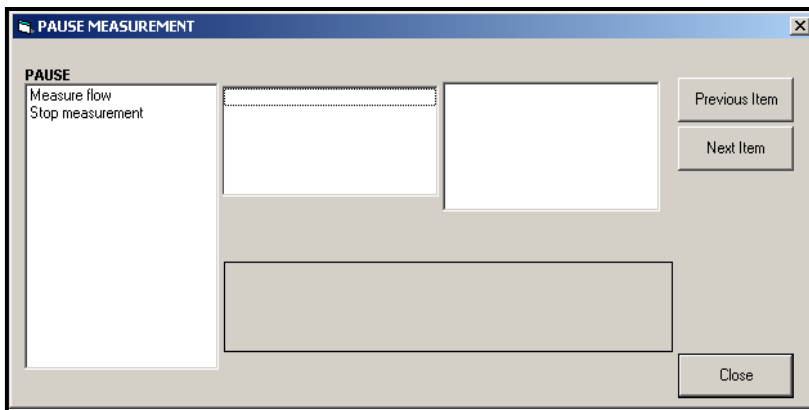 PAUSE MEASUREMENT
PAUSE
Measure flow
Stop measurement
Previous Item
Next Item
Close